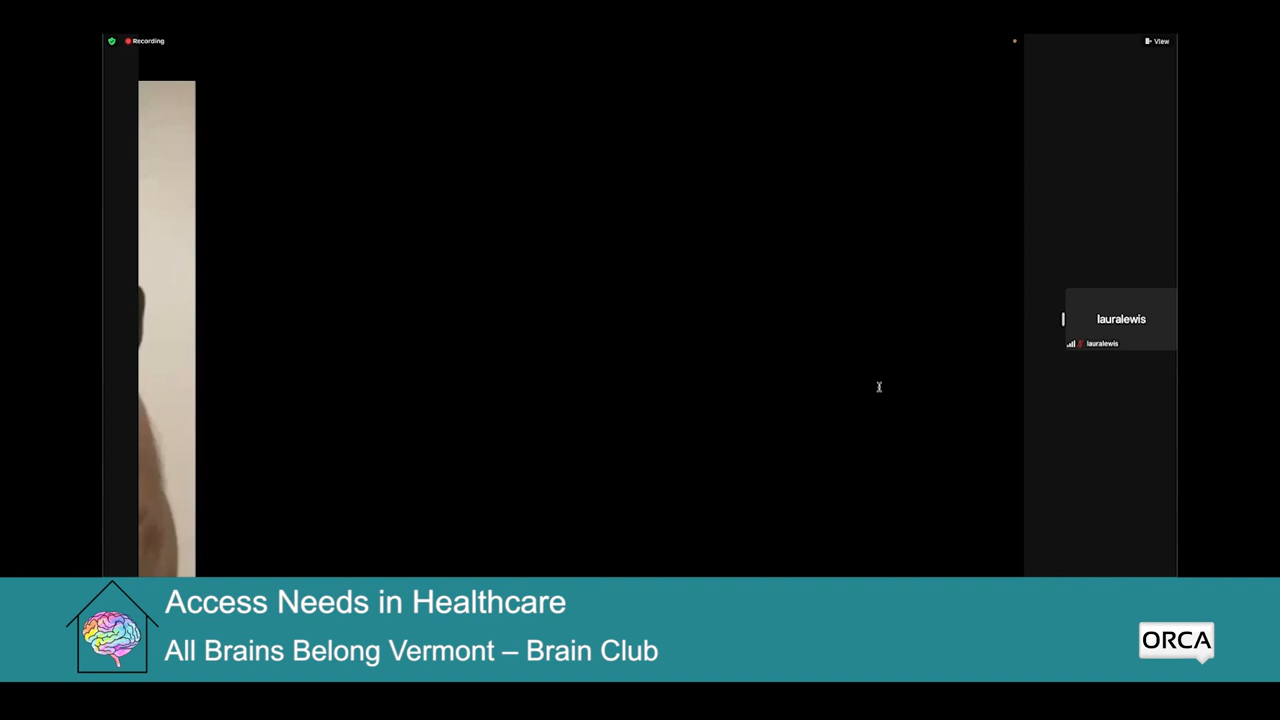 Recording
View
lauralewis
lauralewis
Access Needs in Healthcare
All Brains Belong Vermont – Brain Club
ORCA